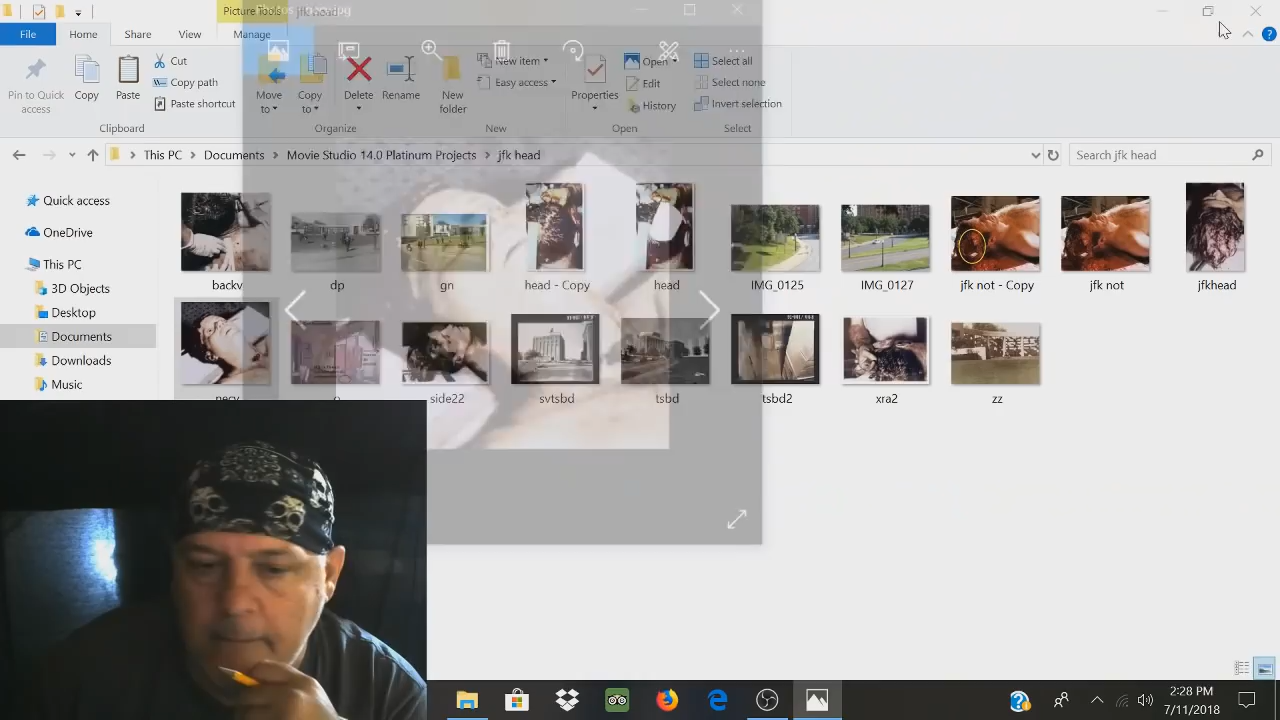 Picture Tools
jfk head
File
Home
Share
View
Manage
Pin to Quick access
Copy
Paste
Cut
Copy path
Paste shortcut
Move to
Copy to
Delete
Rename
New folder
New item
Easy access
Properties
Open
Edit
History
Select all
Select none
Invert selection
Clipboard
Organize
New
Open
Select
This PC
Documents
Movie Studio 14.0 Platinum Projects
jfk head
Search jfk head
Quick access
OneDrive
This PC
3D Objects
Desktop
Documents
Downloads
Music
backv
dp
gn
head - Copy
head
IMG_0125
IMG_0127
jfk not - Copy
jfk not
jfkhead
side22
svtsbd
tsbd
tsbd2
xra2
zz
2:28 PM
7/11/2018